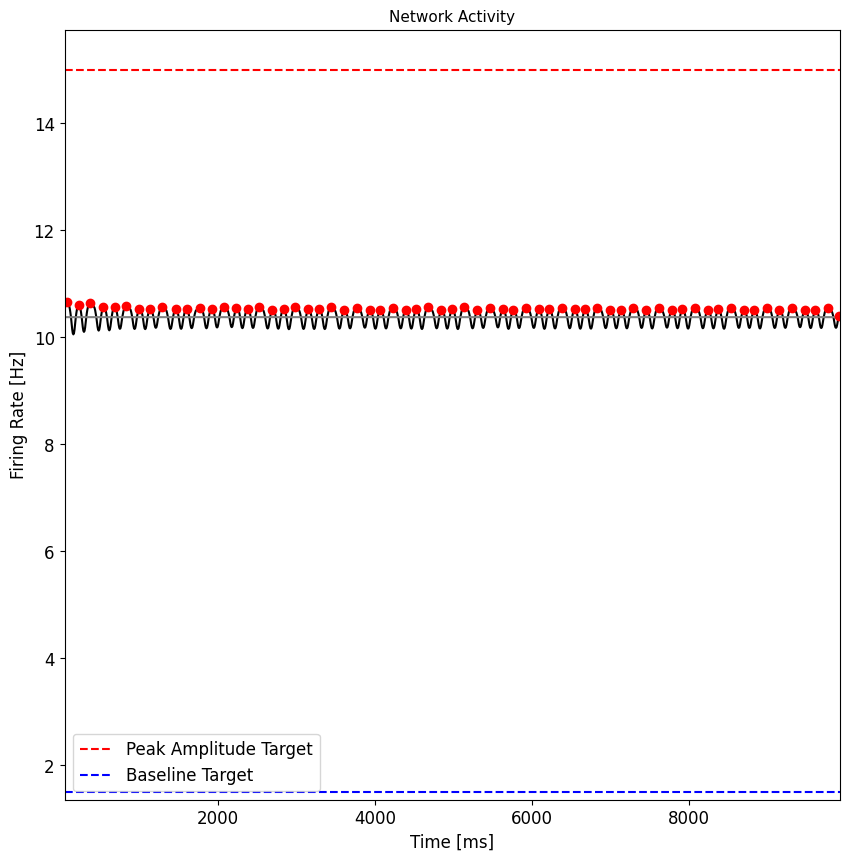 Network Activity
14
12
10
8
6
4
2
Firing Rate [Hz]
Peak Amplitude Target
Baseline Target
2000 4000 6000 8000
Time [ms]